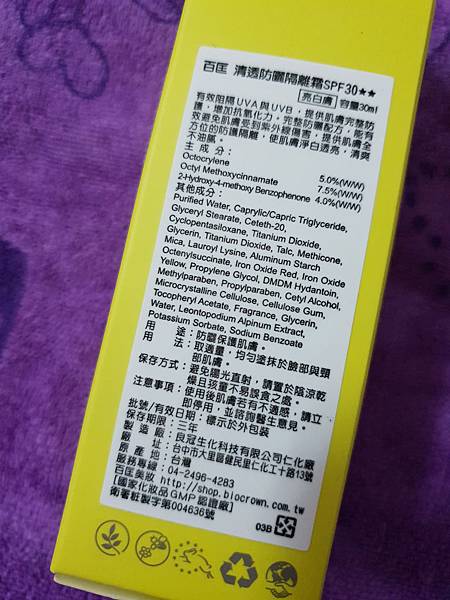 百匡 清透防曬隔離霜SPF30★★
亮白膚 容量30ml
有效阻隔UVA與UVB，提供肌膚完整防
護，增加抗氧化力。完整防曬配方，能有
效避免肌膚受到紫外線傷害，提供肌膚全
方位的防護隔離，使肌膚淨白透亮，清爽
不油膩。
主 成 分：
Octocrylene 5.0%(W/W)
Octyl Methoxycinnamate 7.5%(W/W)
2-Hydroxy-4-methoxy Benzophenone 4.0%(W/W)
其他成分：
Purified Water, Caprylic/Capric Triglyceride,
Glyceryl Stearate, Ceteth-20,
Cyclopentasiloxane, Titanium Dioxide,
Glycerin, Titanium Dioxide, Talc, Methicone,
Mica, Lauroyl Lysine, Aluminum Starch
Octenylsuccinate, Iron Oxide Red, Iron Oxide
Yellow, Propylene Glycol, DMDM Hydantoin,
Methylparaben, Propylparaben, Cetyl Alcohol,
Microcrystalline Cellulose, Cellulose Gum,
Tocopheryl Acetate, Fragrance, Glycerin,
Water, Leontopodium Alpinum Extract,
Potassium Sorbate, Sodium Benzoate
用 途：防曬保護肌膚。
用 法：取適量，均勻塗抹於臉部與頸
部肌膚。
保存方式：避免陽光直射，請置於陰涼乾
燥且孩童不易誤食之處。
注意事項：使用後肌膚若有不適感，請立
即停用，並諮詢醫生意見。
批號/有效日期：標示於外包裝
保存期限：三年
製 造 廠：良冠生化科技有限公司仁化廠
廠 址：台中市大里區健民里仁化工十路13號
原 產 地：台灣
服務專線：04-2496-4283
百匡美妝 http://shop.biocrown.com.tw
[國家化妝品GMP認證廠]
衛署粧製字第004636號
03B